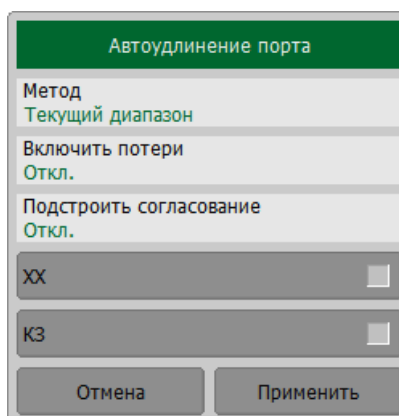 Автоудлинение порта
Метод
Текущий диапазон
Включить потери
Откл.
Подстроить согласование
Откл.
ХХ
КЗ
Отмена
Применить